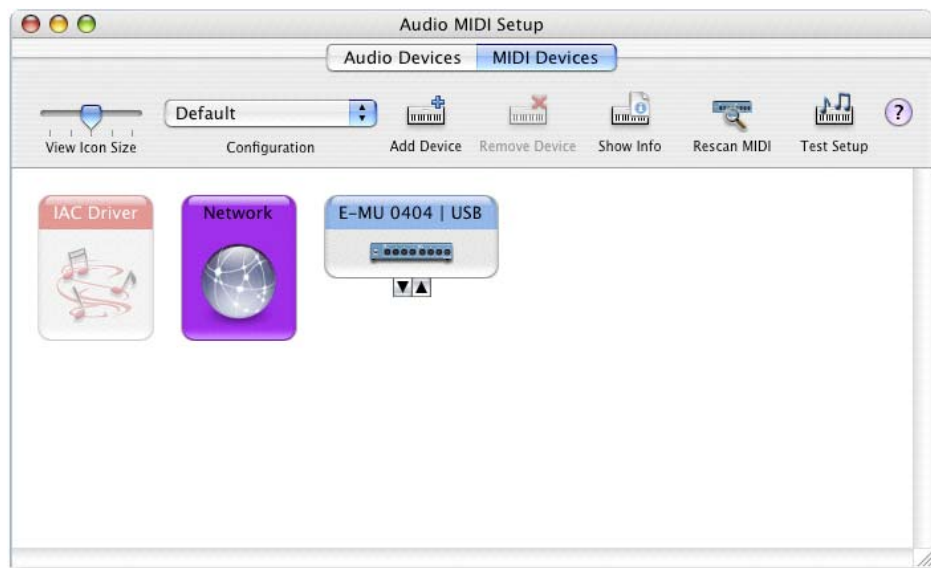 Audio MIDI Setup
Audio Devices MIDI Devices
Default
?
View Icon Size Configuration Add Device Remove Device Show Info Rescan MIDI Test Setup
IAC Driver Network E-MU 0404 | USB